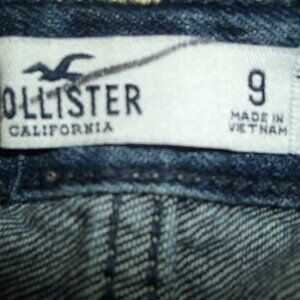 OLLISTER
CALIFORNIA
9
MADE IN
VIETNAM